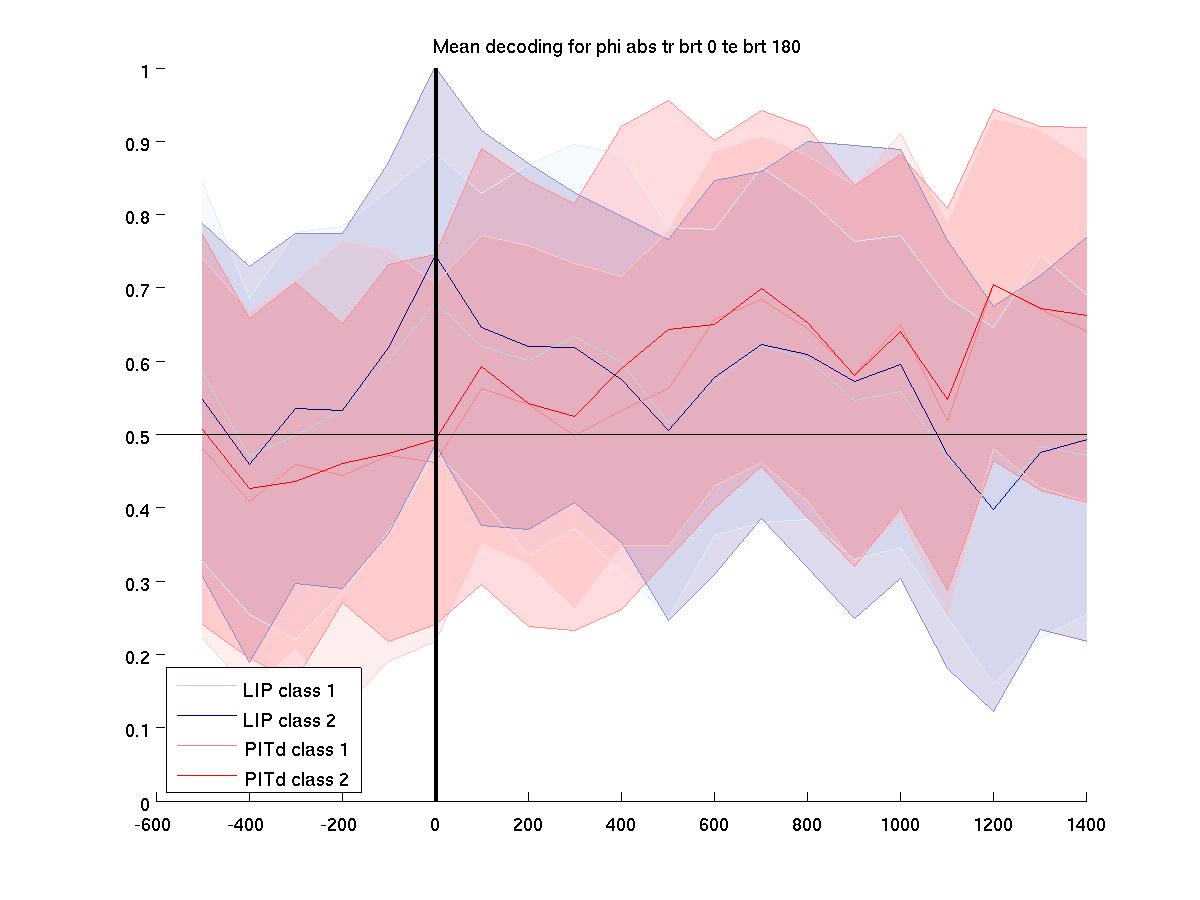 Mean decoding for phi abs tr brt 0 te brt 180
1
0.9
0.8
0.7
0.6
0.5
0.4
0.3
0.2
0.1
0
LIP class 1
LIP class 2
PITd class 1
PITd class 2
-600 -400 -200 0 200 400 600 800 1000 1200 1400